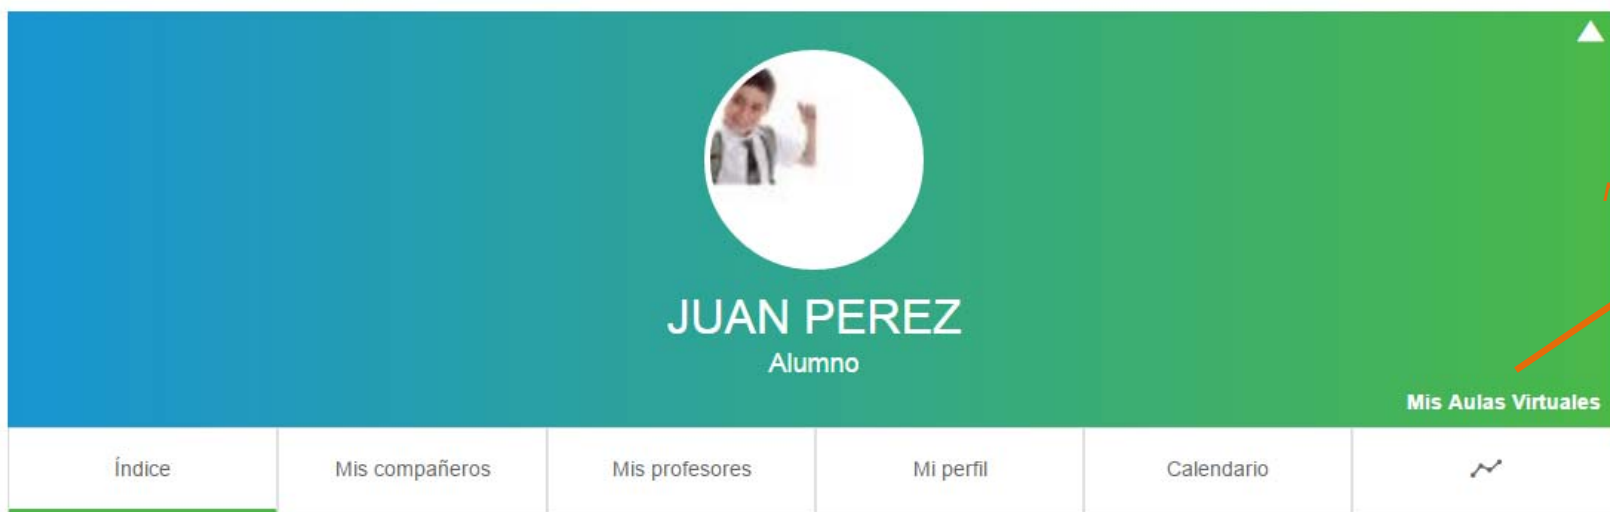 JUAN PEREZ
Alumno
Mis Aulas Virtuales
Índice
Mis compañeros
Mis profesores
Mi perfil
Calendario